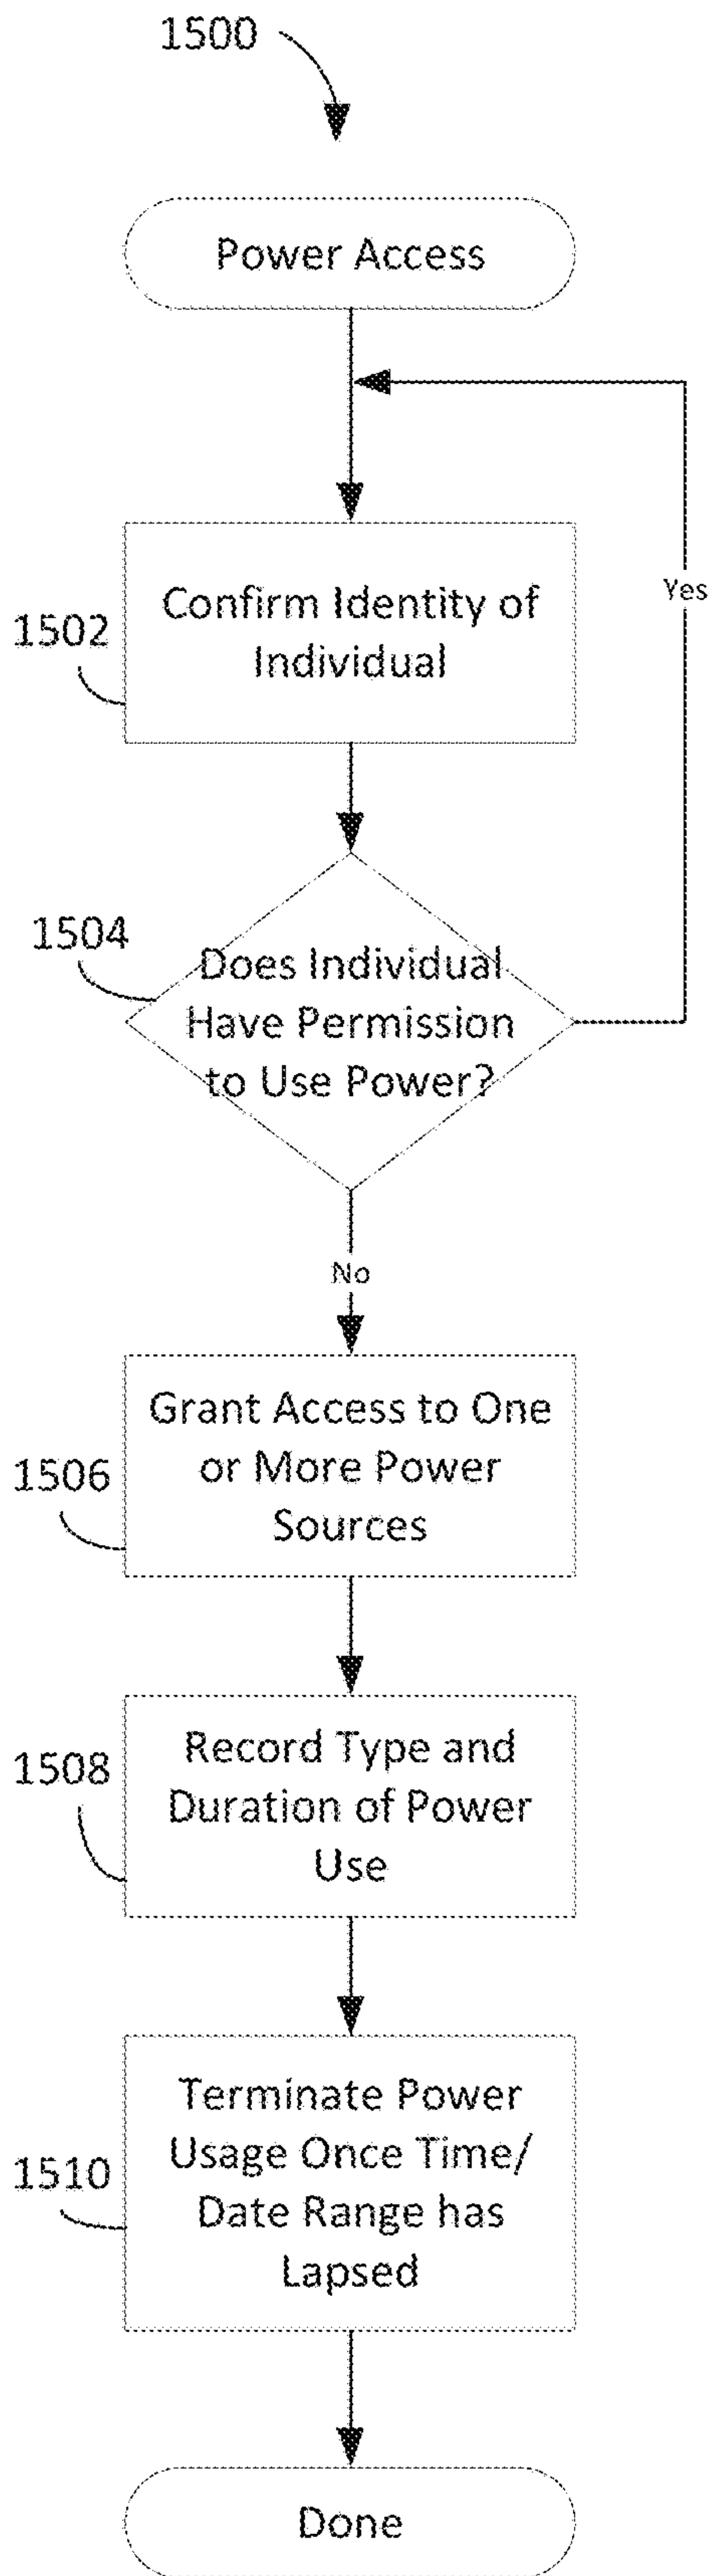 1500
Power Access
Yes
1502
Confirm Identity of
Individual
1504
Does Individual
Have Permission
to Use Power?
No
1506
Grant Access to One
or More Power
Sources
1508
Record Type and
Duration of Power
Use
1510
Terminate Power
Usage Once Time/
Date Range has
Lapsed
Done